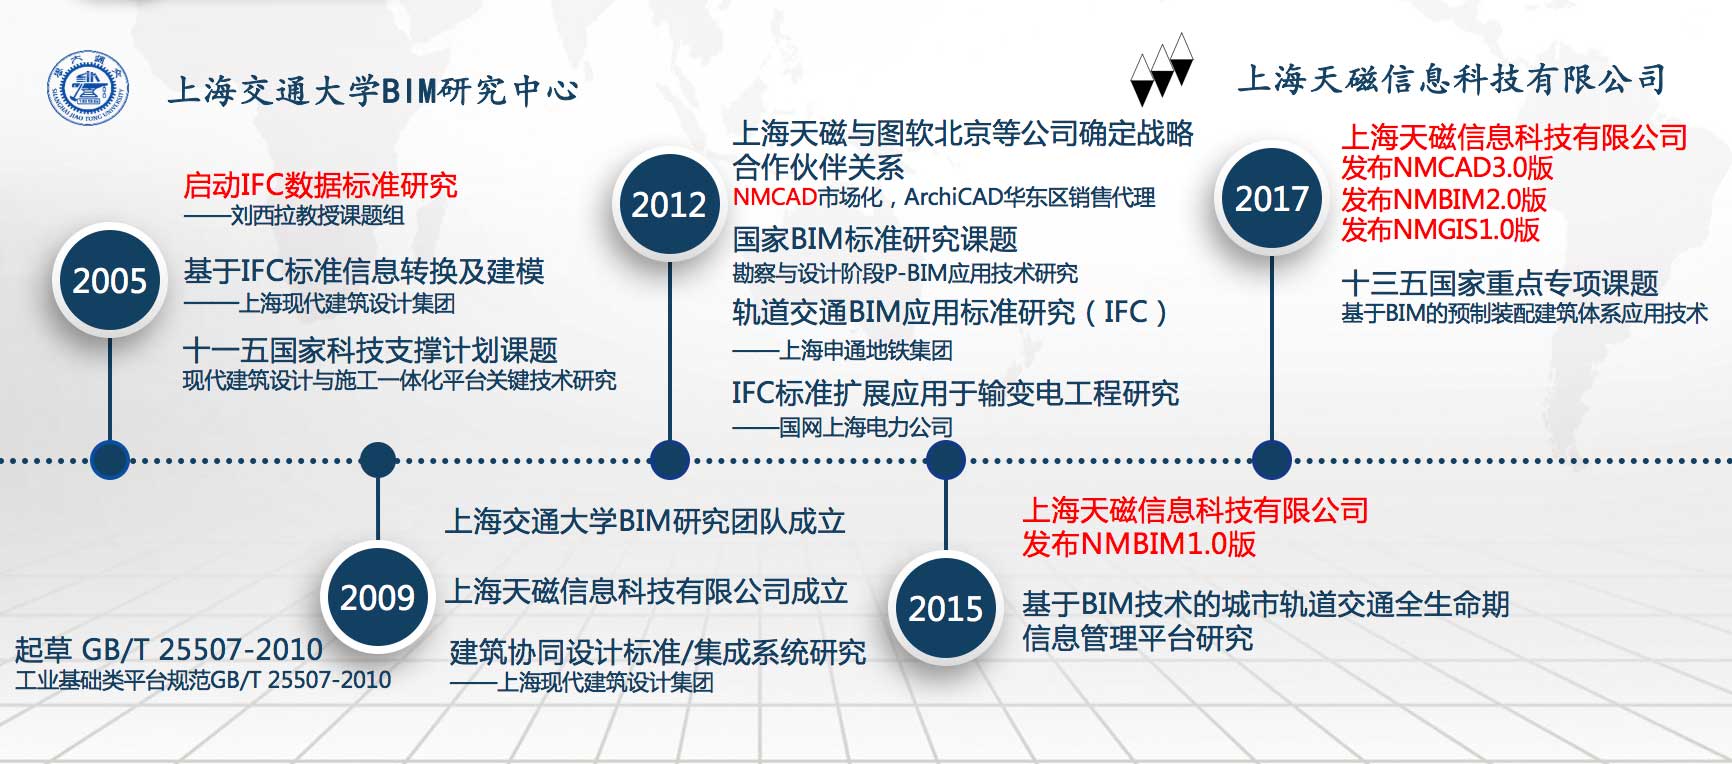 上海交通大学BIM研究中心
上海天磁信息科技有限公司
SHANGHAI JIAO TONG UNIVERSITY
2005
启动IFC数据标准研究
——刘西拉教授课题组
基于IFC标准信息转换及建模
——上海现代建筑设计集团
十一五国家科技支撑计划课题
现代建筑设计与施工一体化平台关键技术研究
2009
上海交通大学BIM研究团队成立
上海天磁信息科技有限公司成立
建筑协同设计标准/集成系统研究
——上海现代建筑设计集团
起草 GB/T 25507-2010
工业基础类平台规范GB/T 25507-2010
2012
上海天磁与图软北京等公司确定战略
合作伙伴关系
NMCAD市场化，ArchiCAD华东区销售代理
国家BIM标准研究课题
勘察与设计阶段P-BIM应用技术研究
轨道交通BIM应用标准研究（IFC）
——上海申通地铁集团
IFC标准扩展应用于输变电工程研究
——国网上海电力公司
2015
上海天磁信息科技有限公司
发布NMBIM1.0版
基于BIM技术的城市轨道交通全生命期
信息管理平台研究
2017
上海天磁信息科技有限公司
发布NMCAD3.0版
发布NMBIM2.0版
发布NMGIS1.0版
十三五国家重点专项课题
基于BIM的预制装配建筑体系应用技术